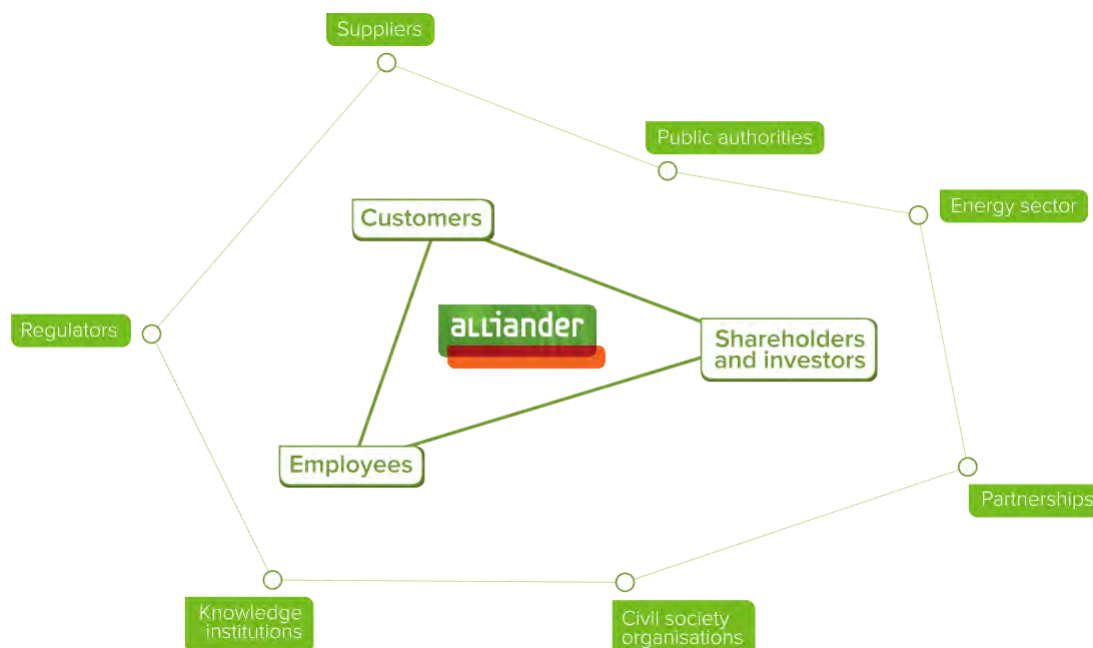 Suppliers
Public authorities
Energy sector
Customers
alliander
Regulators
Shareholders
and investors
Employees
Partnerships
Knowledge
institutions
Civil society
organisations